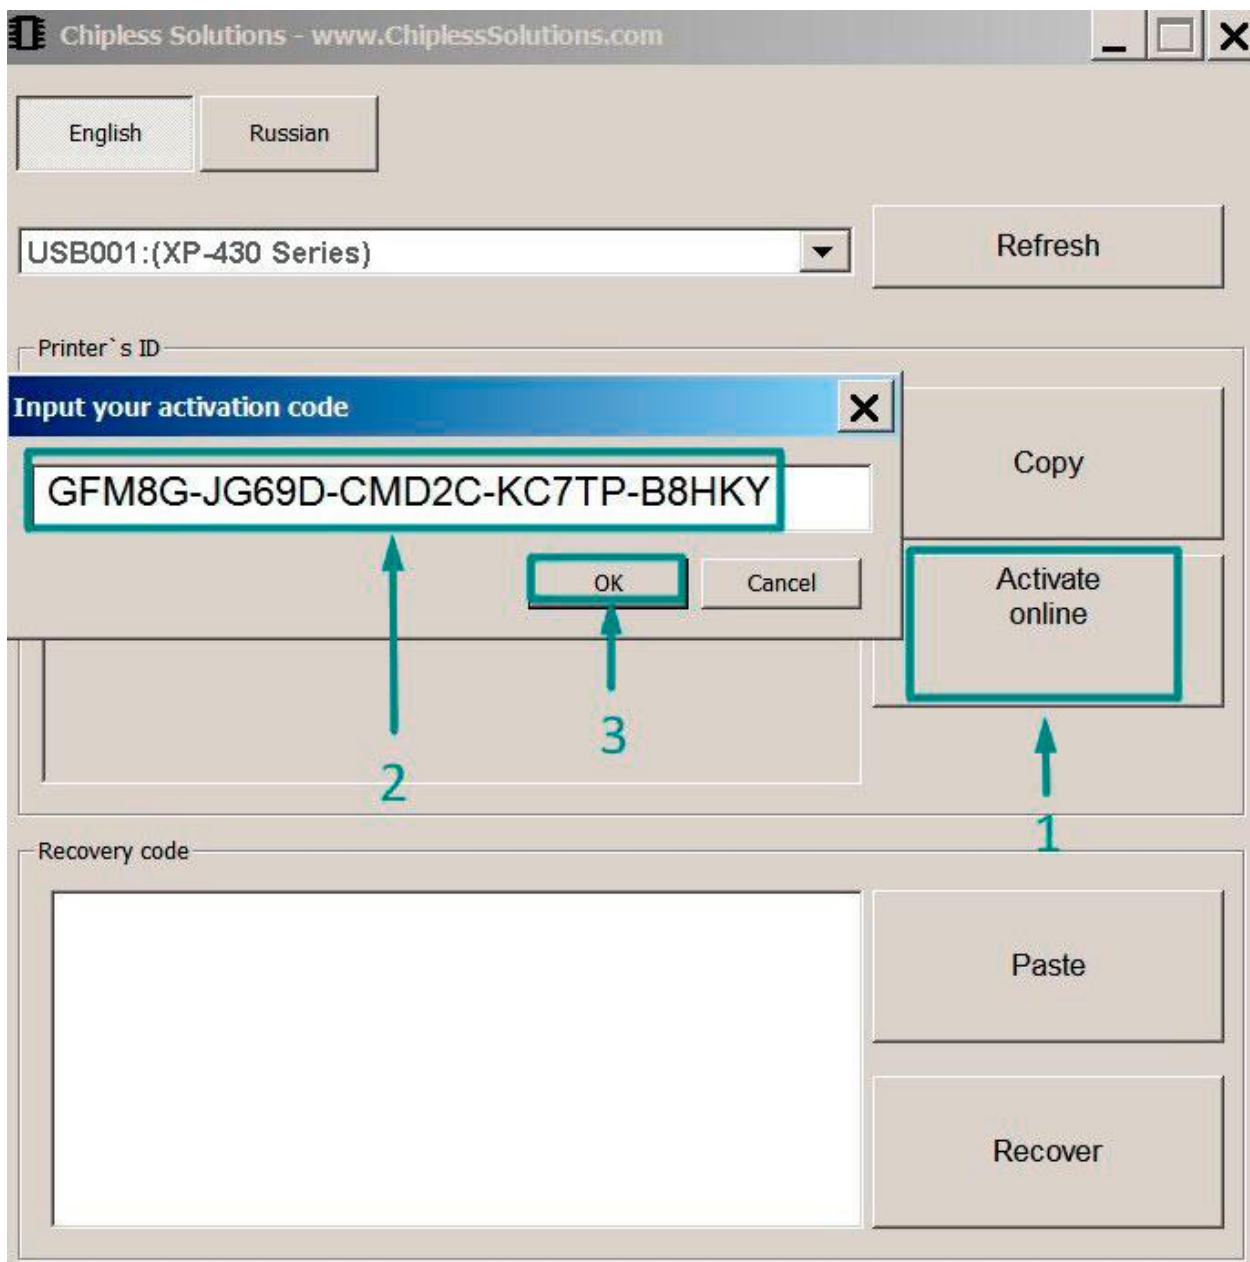 Chipless Solutions - www.ChiplessSolutions.com
English
Russian
USB001:(XP-430 Series)
Refresh
Printer`s ID
Input your activation code
GFM8G-JG69D-CMD2C-KC7TP-B8HKY
OK
Cancel
Copy
Activate
online
1
2
3
Recovery code
Paste
Recover